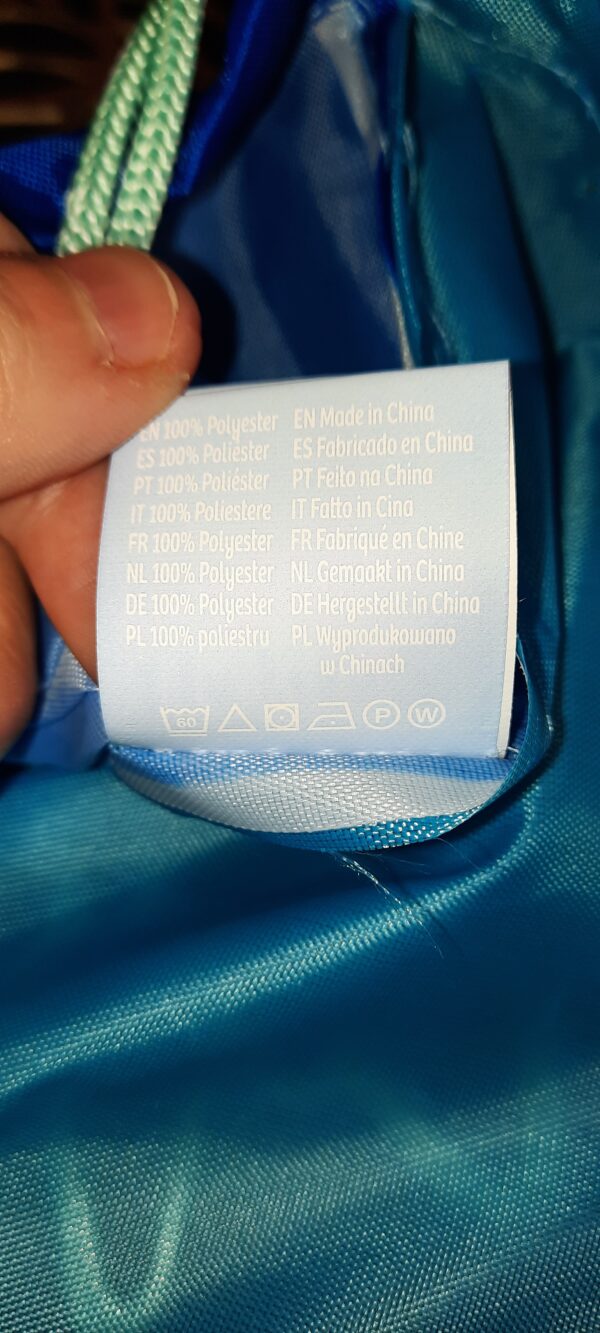 EN 100% Polyester EN Made in China
ES 100% Poliester ES Fabricado en China
PT 100% Poliéster PT Feito na China
IT 100% Poliestere IT Fatto in Cina
FR 100% Polyester FR Fabriqué en Chine
NL 100% Polyester NL Gemaakt in China
DE 100% Polyester DE Hergestellt in China
PL 100% poliestru PL Wyprodukowano
w Chinach
60 P W